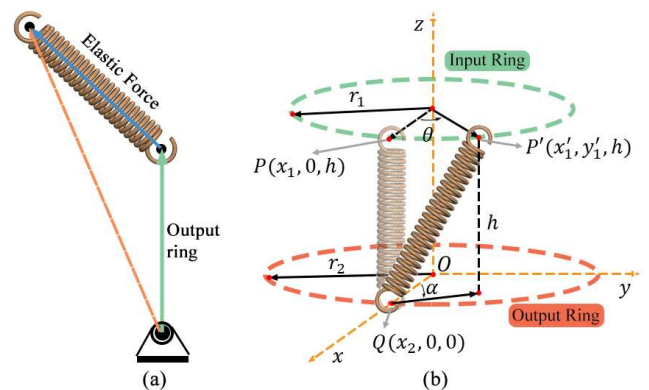 Elastic Force
Output
ring
(a)
z
Input Ring
r₁
θ
P(x₁, 0, h)
P′(x′₁, y′₁, h)
h
r₂
O
α
y
Output Ring
x
Q(x₂, 0, 0)
(b)